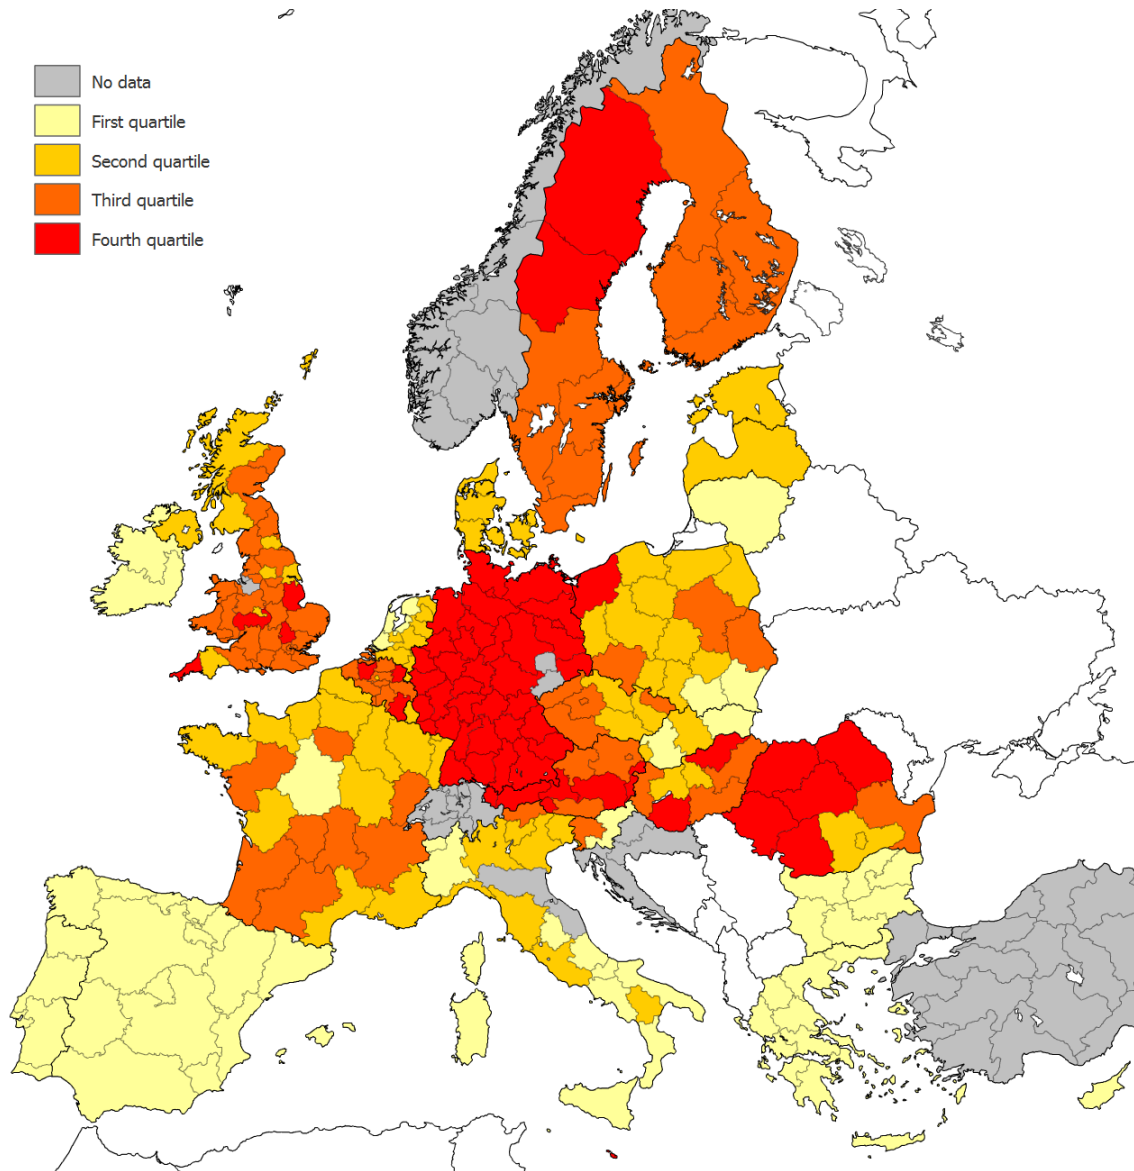 No data
First quartile
Second quartile
Third quartile
Fourth quartile